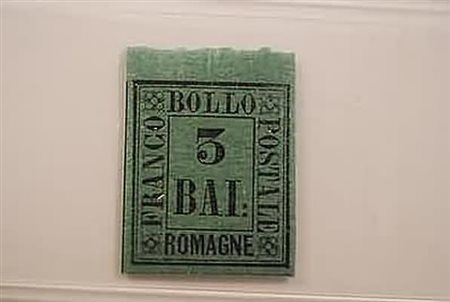 BOLLO
FRANCO
3
BAI:
POSTALE
ROMAGNE